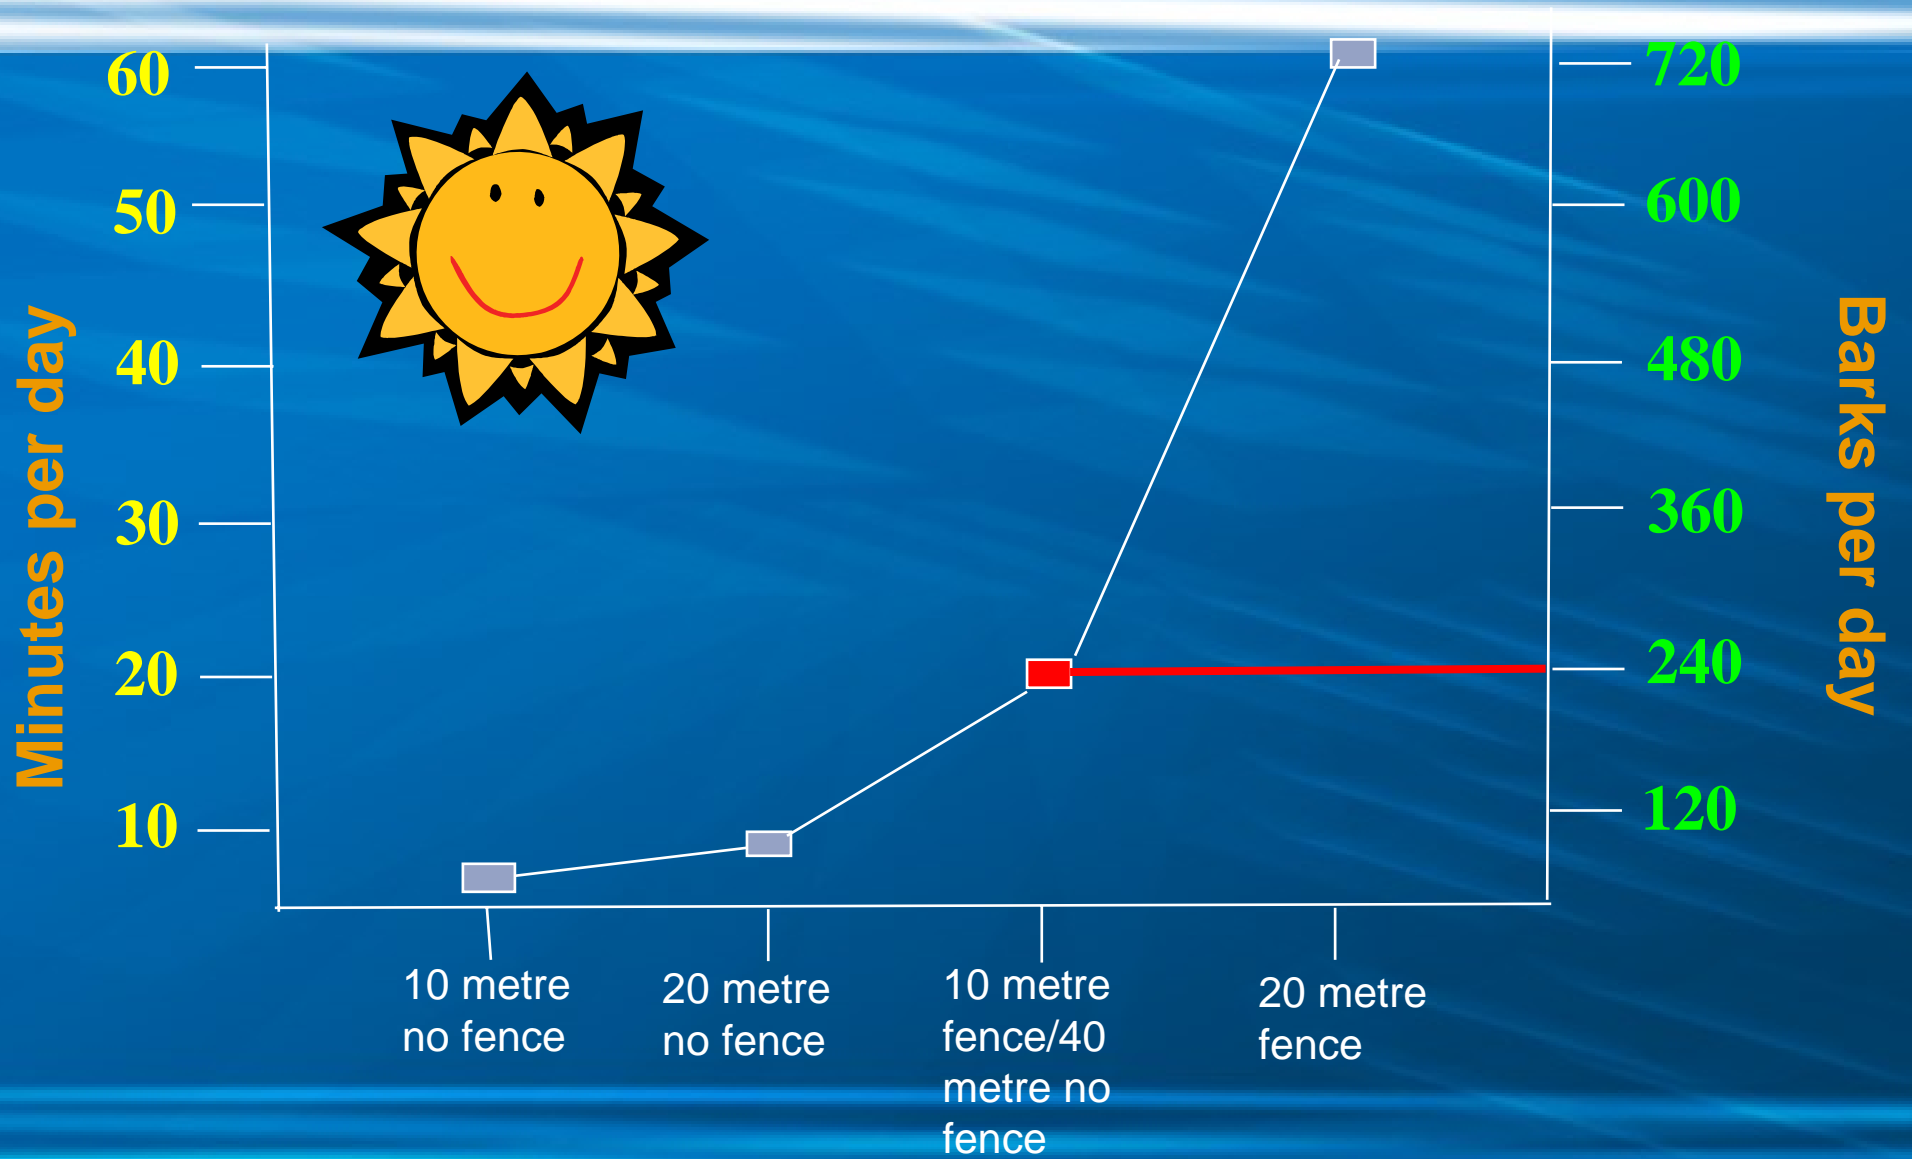 Minutes per day
60
50
40
30
20
10
720
600
480
360
240
120
Barks per day
10 metre
no fence
20 metre
no fence
10 metre
fence/40
metre no
fence
20 metre
fence